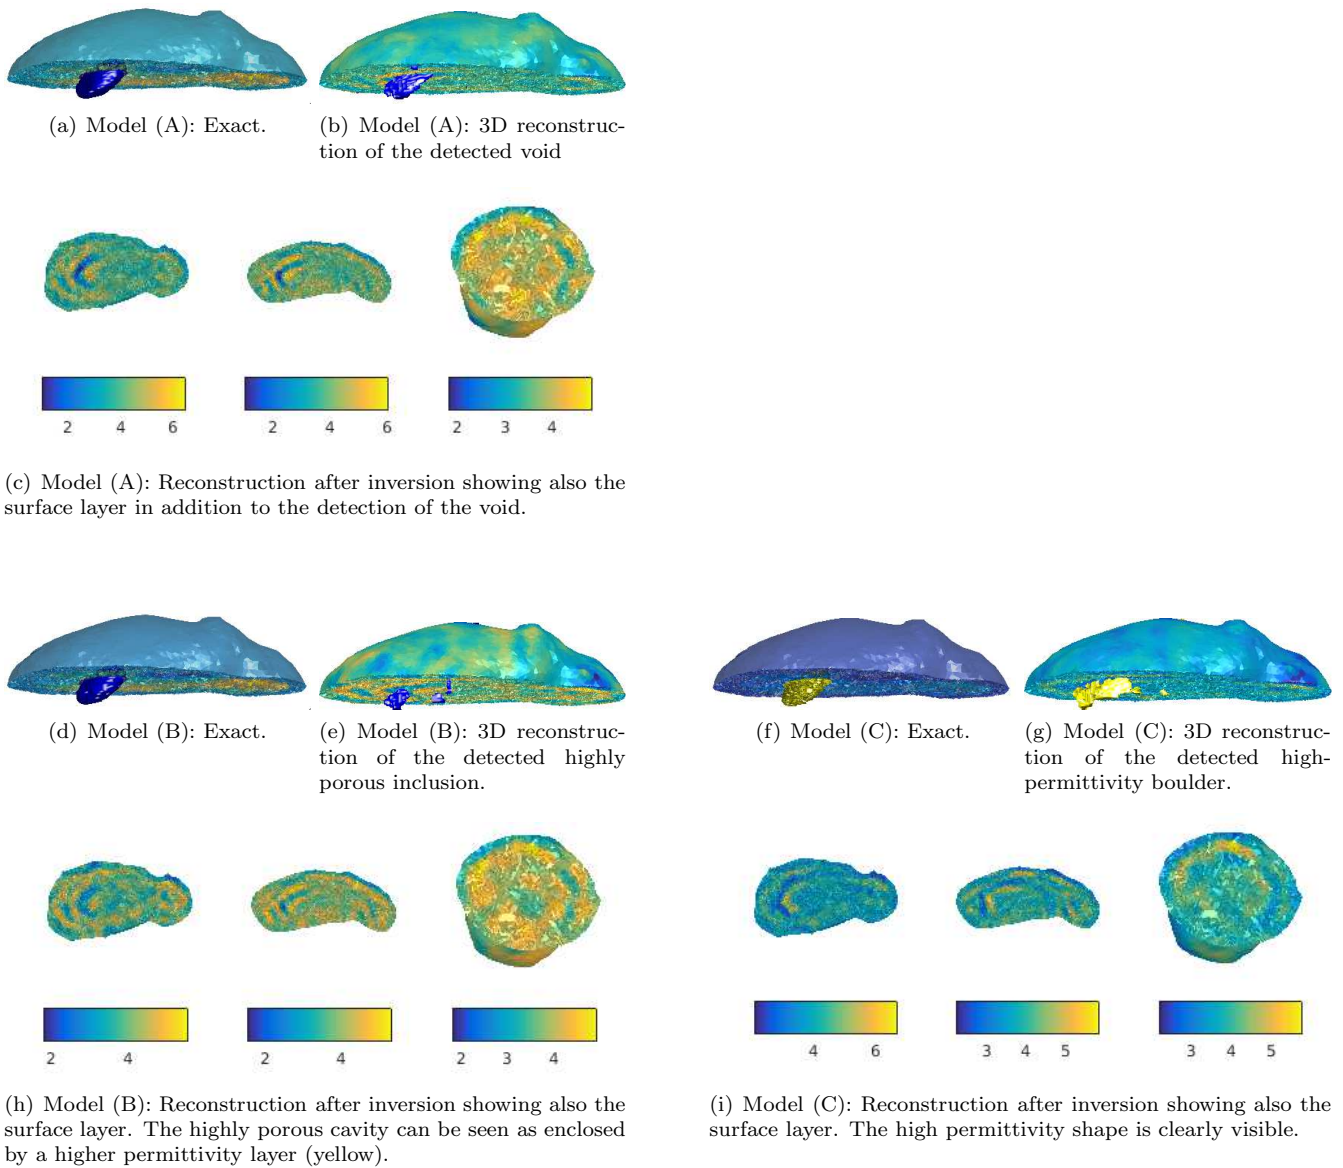 (a) Model (A): Exact.
(b) Model (A): 3D reconstruc-
tion of the detected void
2 4 6
2 4 6
2 3 4
(c) Model (A): Reconstruction after inversion showing also the
surface layer in addition to the detection of the void.
(d) Model (B): Exact.
(e) Model (B): 3D reconstruc-
tion of the detected highly
porous inclusion.
(f) Model (C): Exact.
(g) Model (C): 3D reconstruc-
tion of the detected high-
permittivity boulder.
2 4
2 4
2 3 4
4 6
3 4 5
3 4 5
(h) Model (B): Reconstruction after inversion showing also the
surface layer. The highly porous cavity can be seen as enclosed
by a higher permittivity layer (yellow).
(i) Model (C): Reconstruction after inversion showing also the
surface layer. The high permittivity shape is clearly visible.